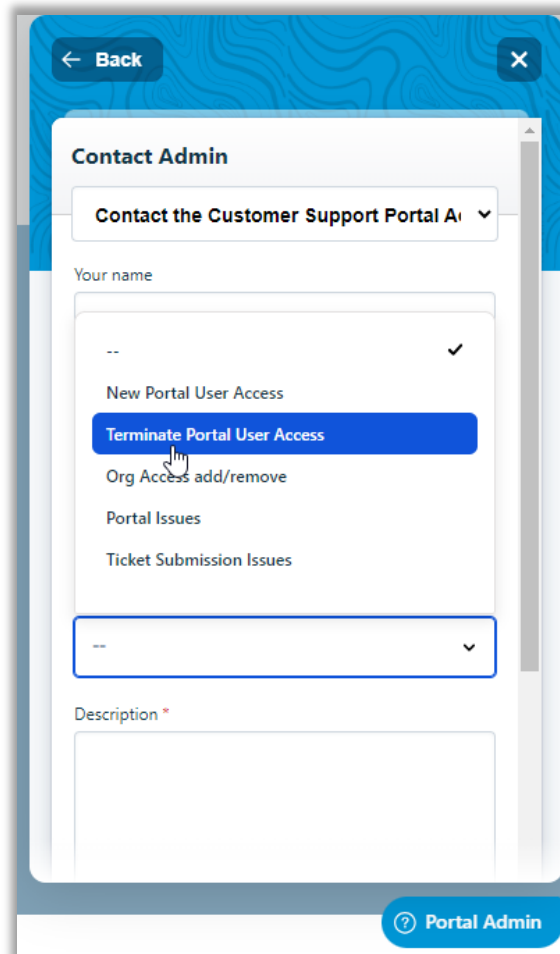 Back
Contact Admin
Contact the Customer Support Portal
Your name
--
New Portal User Access
Terminate Portal User Access
Org Access add/remove
Portal Issues
Ticket Submission Issues
--
Description *
Portal Admin